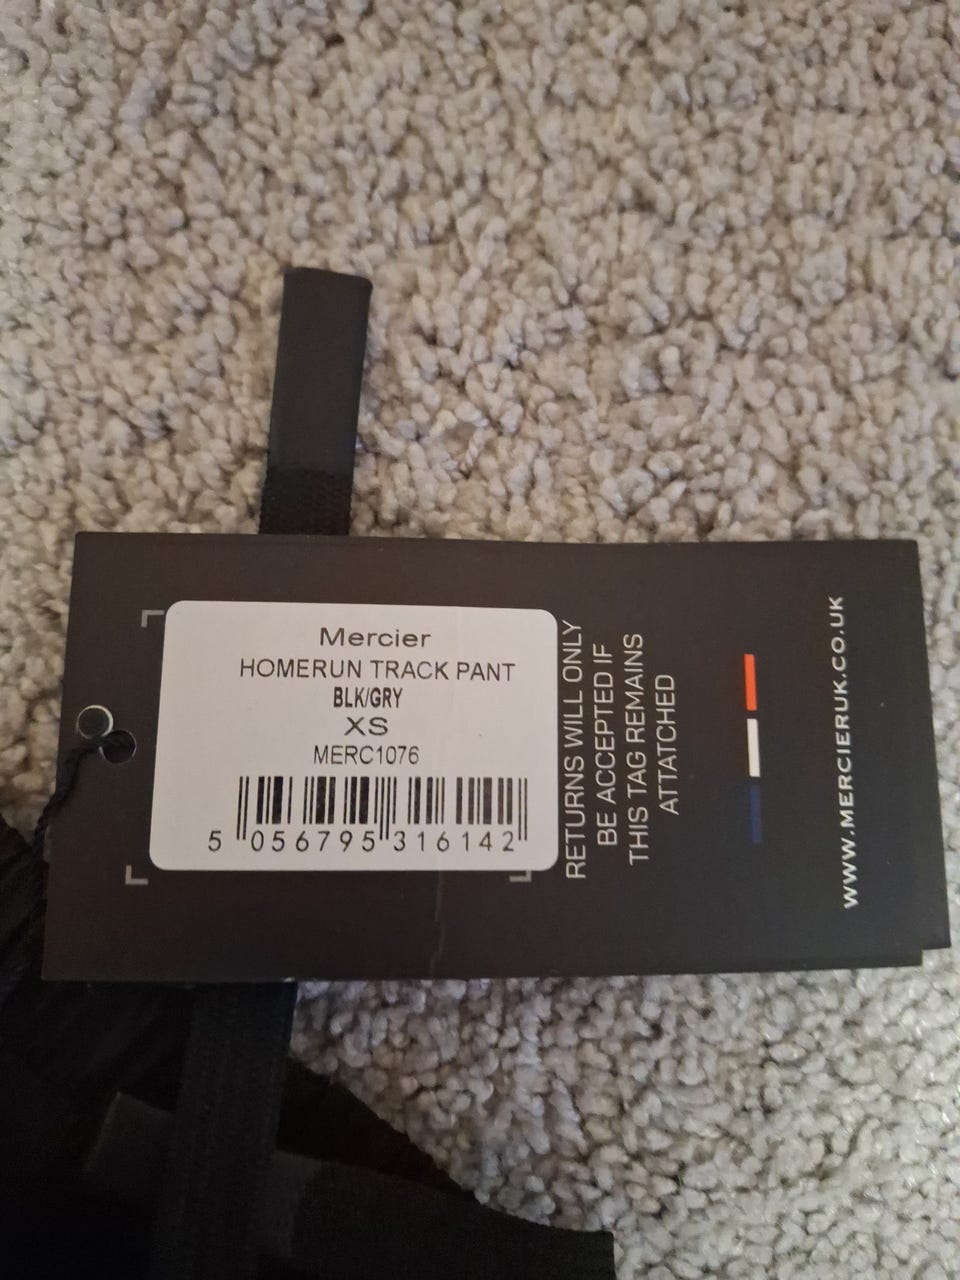 Mercier
HOMERUN TRACK PANT
BLK/GRY
XS
MERC1076
5 056795 316142
RETURNS WILL ONLY
BE ACCEPTED IF
THIS TAG REMAINS
ATTATCHED
WWW.MERCIERUK.CO.UK